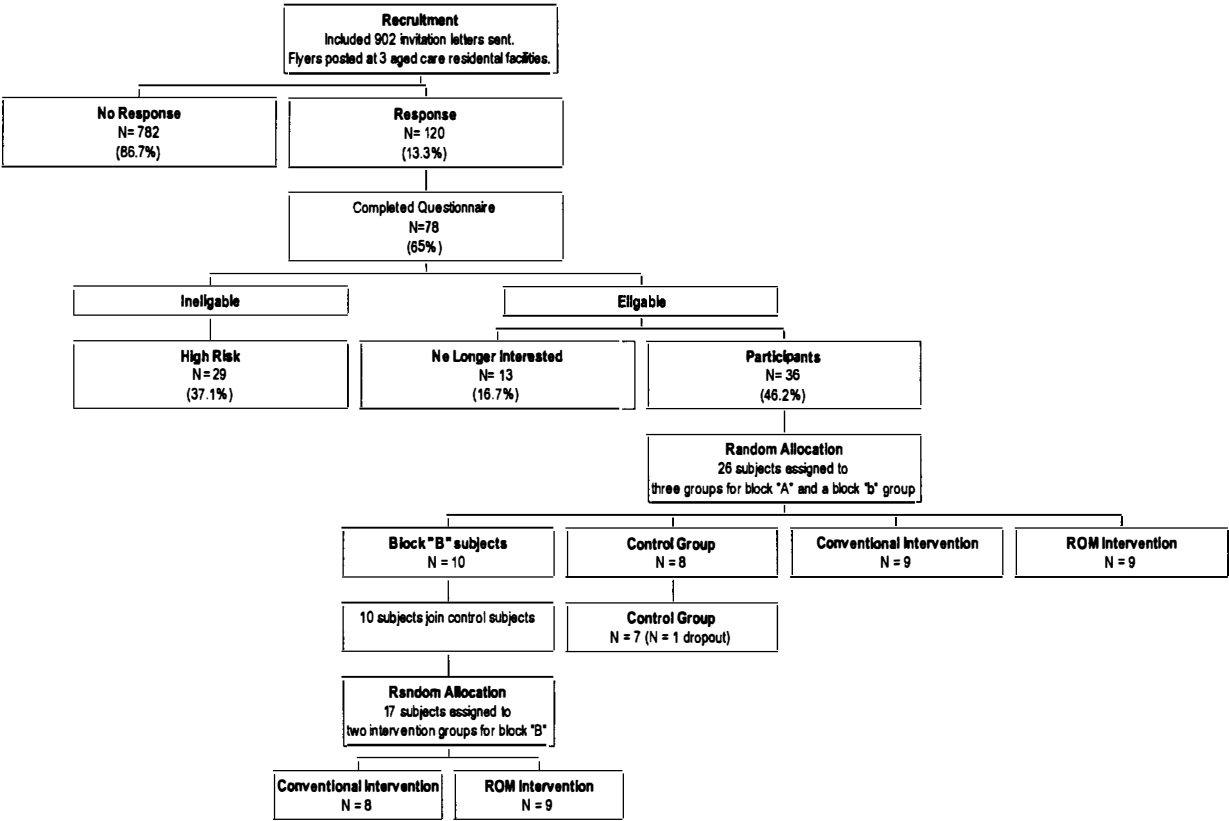 Recruitment
Included 902 invitation letters sent.
Flyers posted at 3 aged care residental facilities.
No Response
N= 782
(86.7%)
Response
N= 120
(13.3%)
Completed Questionnaire
N=78
(65%)
Ineligable
Eligable
High Risk
N= 29
(37.1%)
Ne Longer Interested
N= 13
(16.7%)
Participants
N= 36
(46.2%)
Random Allocation
26 subjects assigned to
three groups for block "A" and a block "b" group
Block "B" subjects
N = 10
Control Group
N = 8
Conventional Intervention
N = 9
ROM Intervention
N = 9
10 subjects join control subjects
Control Group
N = 7 (N = 1 dropout)
Random Allocation
17 subjects assigned to
two intervention groups for block "B"
Conventional Intervention
N = 8
ROM Intervention
N = 9